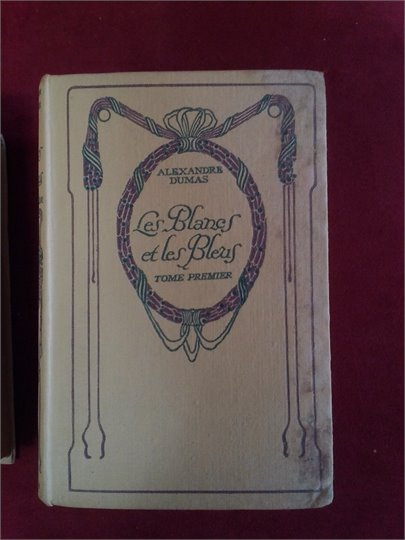 ALEXANDRE
DUMAS
Les Blancs
et les Bleus
TOME PREMIER